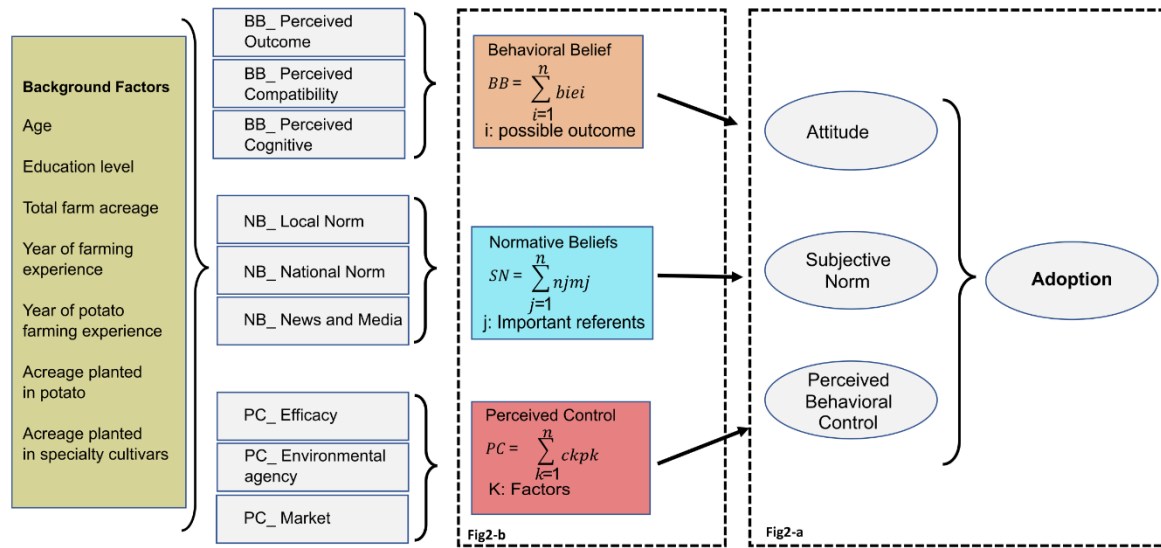 Background Factors
Age
Education level
Total farm acreage
Year of farming
experience
Year of potato
farming experience
Acreage planted
in potato
Acreage planted
in specialty cultivars
BB_ Perceived
Outcome
BB_ Perceived
Compatibility
BB_ Perceived
Cognitive
NB_ Local Norm
NB_ National Norm
NB_ News and Media
PC_ Efficacy
PC_ Environmental
agency
PC_ Market
Behavioral Belief
BB = n∑i=1 biei
i: possible outcome
Normative Beliefs
SN = n∑j=1 njmj
j: Important referents
Perceived Control
PC = n∑k=1 ckpk
K: Factors
Fig2-b
Attitude
Subjective
Norm
Perceived
Behavioral
Control
Adoption
Fig2-a